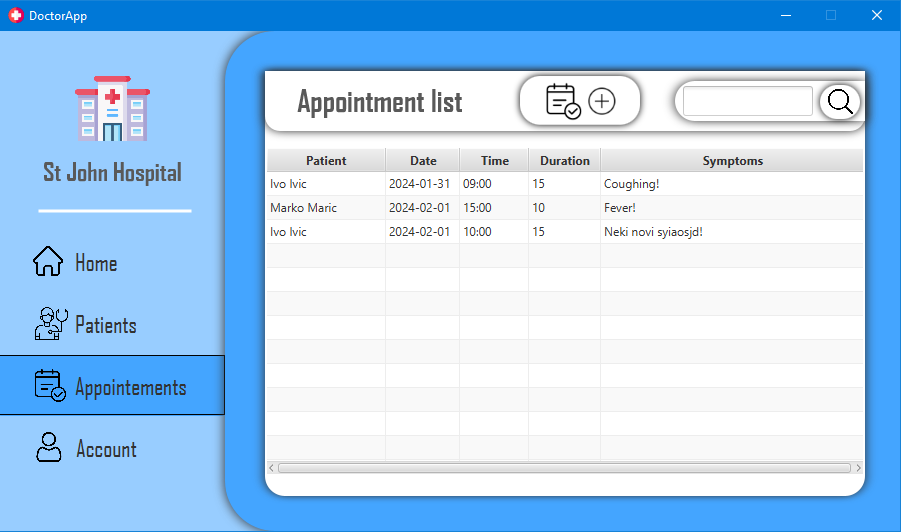 DoctorApp
St John Hospital
Home
Patients
Appointements
Account
Appointment list
Patient Date Time Duration Symptoms
Ivo Ivic 2024-01-31 09:00 15 Coughing!
Marko Maric 2024-02-01 15:00 10 Fever!
Ivo Ivic 2024-02-01 10:00 15 Neki novi syiaosjd!